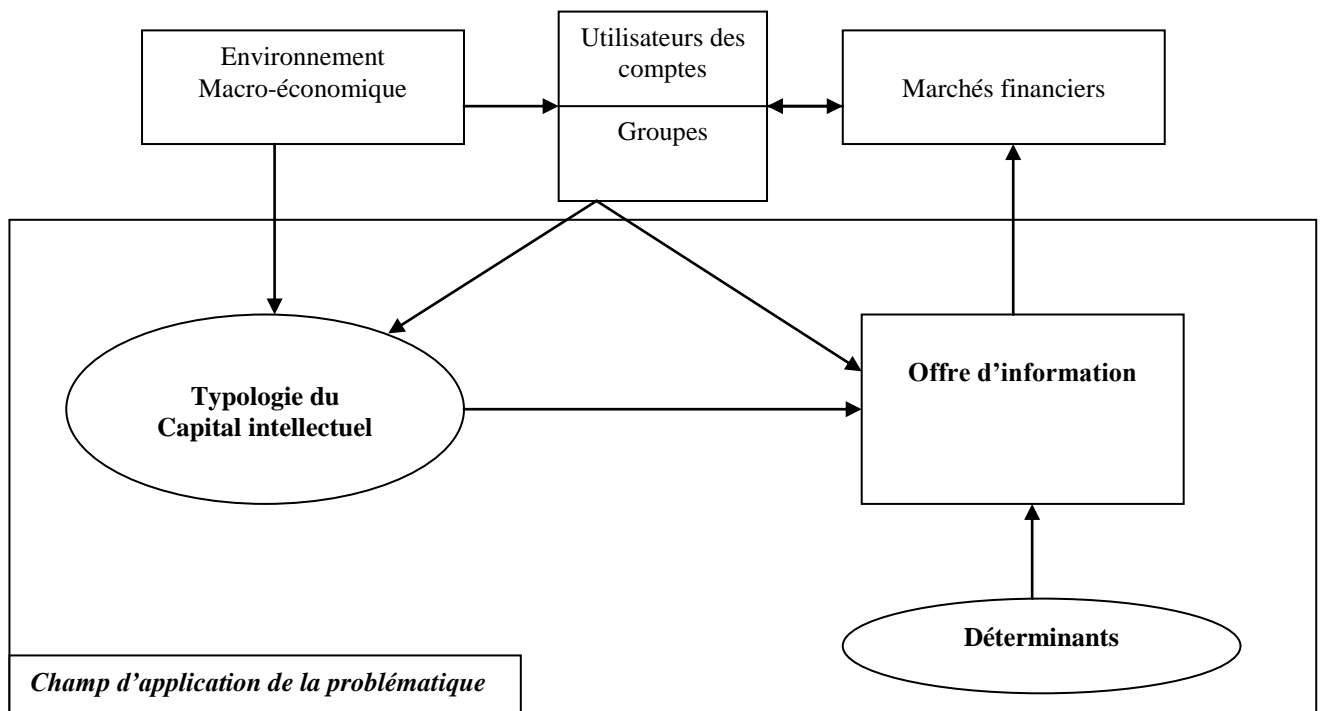 Environnement
Macro-économique
Utilisateurs des
comptes
Groupes
Marchés financiers
Typologie du
Capital intellectuel
Offre d’information
Déterminants
Champ d’application de la problématique